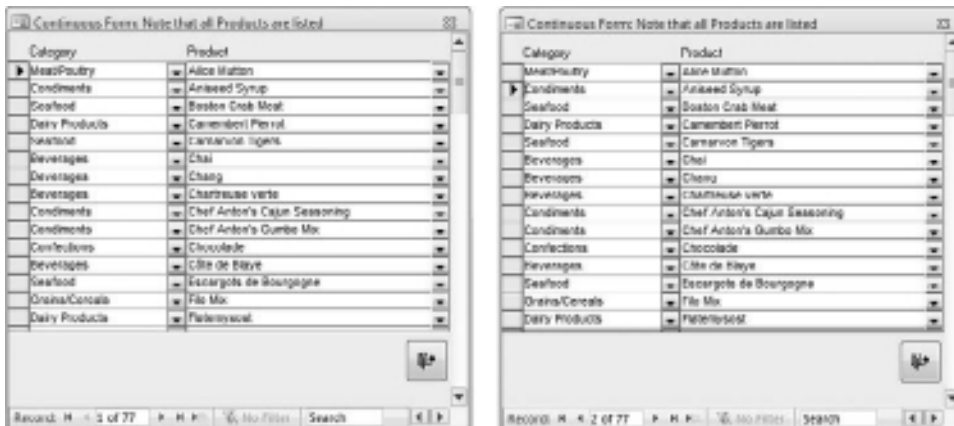 Continuous Form: Note that all Products are listed
Category Product
Meat/Poultry Alice Mutton
Condiments Aniseed Syrup
Seafood Boston Crab Meat
Dairy Products Camembert Pierrot
Seafood Carnarvon Tigers
Beverages Chai
Beverages Chang
Beverages Chartreuse verte
Condiments Chef Anton's Cajun Seasoning
Condiments Chef Anton's Gumbo Mix
Confections Chocolade
Beverages Côte de Blaye
Seafood Escargots de Bourgogne
Grains/Cereals Filo Mix
Dairy Products Fløtemysost
Record: 1 of 77 No Filter Search
Continuous Form: Note that all Products are listed
Category Product
Meat/Poultry Alice Mutton
Condiments Aniseed Syrup
Seafood Boston Crab Meat
Dairy Products Camembert Pierrot
Seafood Carnarvon Tigers
Beverages Chai
Beverages Chang
Beverages Chartreuse verte
Condiments Chef Anton's Cajun Seasoning
Condiments Chef Anton's Gumbo Mix
Confections Chocolade
Beverages Côte de Blaye
Seafood Escargots de Bourgogne
Grains/Cereals Filo Mix
Dairy Products Fløtemysost
Record: 2 of 77 No Filter Search